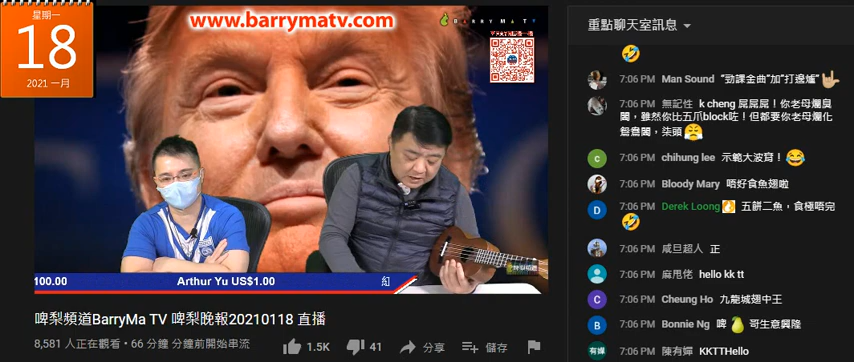 星期一
18
2021 一月
www.barrymatv.com
BARRYMA TV
100.00
Arthur Yu US$1.00
紅
啤梨頻道BarryMa TV 啤梨晚報20210118 直播
8,581 人正在觀看 • 66 分鐘 分鐘前開始串流
1.5K
41
分享
儲存
重點聊天室訊息
7:06 PM Man Sound “勁課金曲”加“打邊爐”
7:06 PM 無記性 k cheng 屌屌屌！你老母爛臭
閪，雖然你比五爪block咗！但都要你老母爛化
鴛鴦閪，柒頭
7:06 PM chihung lee 示範大波窮！
7:06 PM Bloody Mary 唔好食魚翅啦
7:06 PM Derek Loong 五餅二魚，食極唔完
7:06 PM 咸旦超人 正
7:06 PM 麻甩佬 hello kk tt
7:06 PM Cheung Ho 九龍城翅中王
7:06 PM Bonnie Ng 啤 哥生意興隆
7:06 PM 陳有嬅 KKTTHello